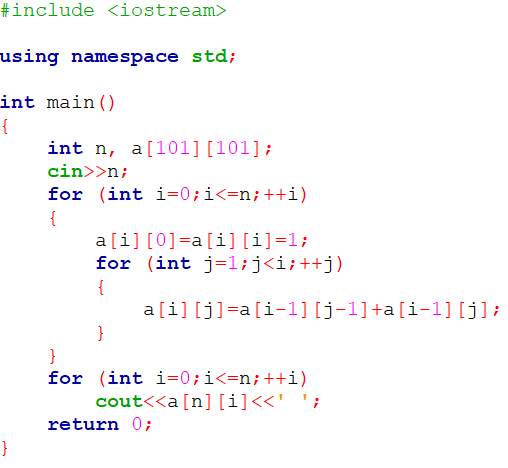 #include <iostream>
using namespace std;
int main()
{
int n, a[101][101];
cin>>n;
for (int i=0;i<=n;++i)
{
a[i][0]=a[i][i]=1;
for (int j=1;j<i;++j)
{
a[i][j]=a[i-1][j-1]+a[i-1][j];
}
}
for (int i=0;i<=n;++i)
cout<<a[n][i]<<' ';
return 0;
}